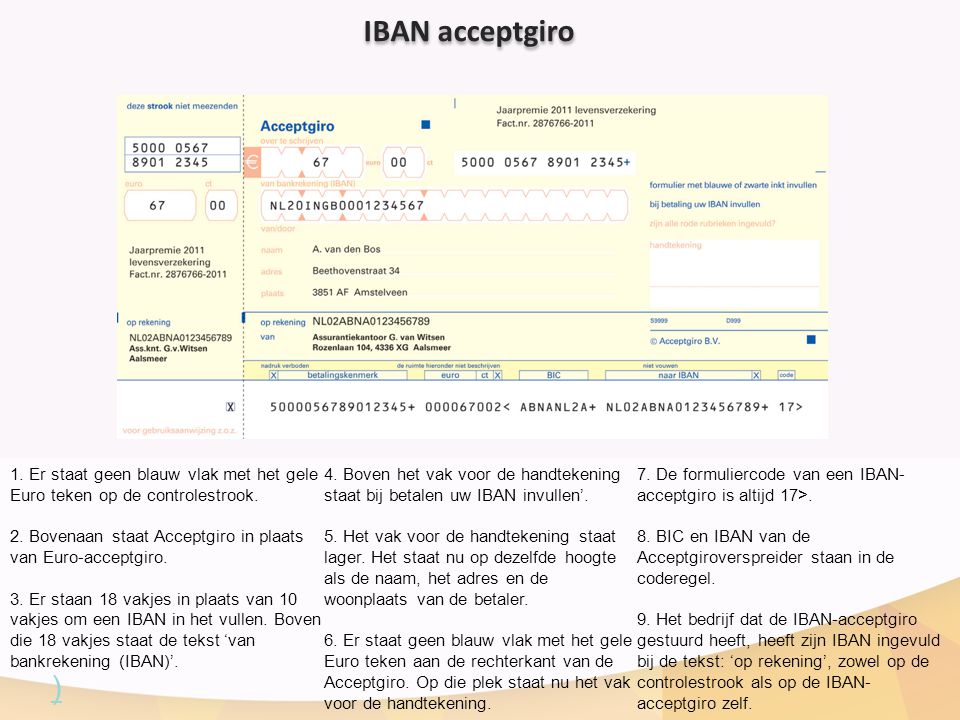 IBAN acceptgiro
deze strook niet meezenden
5000 0567
8901 2345
euro ct
67 00
Jaarpremie 2011
levensverzekering
Fact.nr. 2876766-2011
op rekening
NL02ABNA0123456789
Ass.knt. G.v.Witsen
Aalsmeer
X
voor gebruiksaanwijzing z.o.z.
Acceptgiro
over te schrijven
€ 67 euro 00 ct
Jaarpremie 2011 levensverzekering
Fact.nr. 2876766-2011
5000 0567 8901 2345+
van bankrekening (IBAN)
NL20INGB0001234567
van/door
naam A. van den Bos
adres Beethovenstraat 34
plaats 3851 AF Amstelveen
formulier met blauwe of zwarte inkt invullen
bij betaling uw IBAN invullen
zijn alle rode rubrieken ingevuld?
handtekening
op rekening NL02ABNA0123456789
van Assurantiekantoor G. van Witsen
Rozenlaan 104, 4336 XG Aalsmeer
S9999 D999
© Acceptgiro B.V.
nadruk verboden de ruimte hieronder niet beschrijven niet vouwen
X betalingskenmerk euro ct X BIC X naar IBAN X code
5000056789012345+ 000067002< ABNANL2A+ NL02ABNA0123456789+ 17>
1. Er staat geen blauw vlak met het gele
Euro teken op de controlestrook.
2. Bovenaan staat Acceptgiro in plaats
van Euro-acceptgiro.
3. Er staan 18 vakjes in plaats van 10
vakjes om een IBAN in het vullen. Boven
die 18 vakjes staat de tekst ‘van
bankrekening (IBAN)’.
4. Boven het vak voor de handtekening
staat bij betalen uw IBAN invullen’.
5. Het vak voor de handtekening staat
lager. Het staat nu op dezelfde hoogte
als de naam, het adres en de
woonplaats van de betaler.
6. Er staat geen blauw vlak met het gele
Euro teken aan de rechterkant van de
Acceptgiro. Op die plek staat nu het vak
voor de handtekening.
7. De formuliercode van een IBAN-
acceptgiro is altijd 17>.
8. BIC en IBAN van de
Acceptgiroverspreider staan in de
coderegel.
9. Het bedrijf dat de IBAN-acceptgiro
gestuurd heeft, heeft zijn IBAN ingevuld
bij de tekst: ‘op rekening’, zowel op de
controlestrook als op de IBAN-
acceptgiro zelf.
)